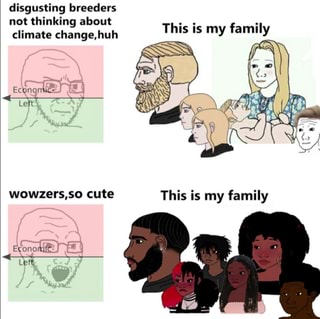 disgusting breeders
not thinking about
climate change,huh
This is my family
Economic-
Left
wowzers,so cute
This is my family
Economic-
Left